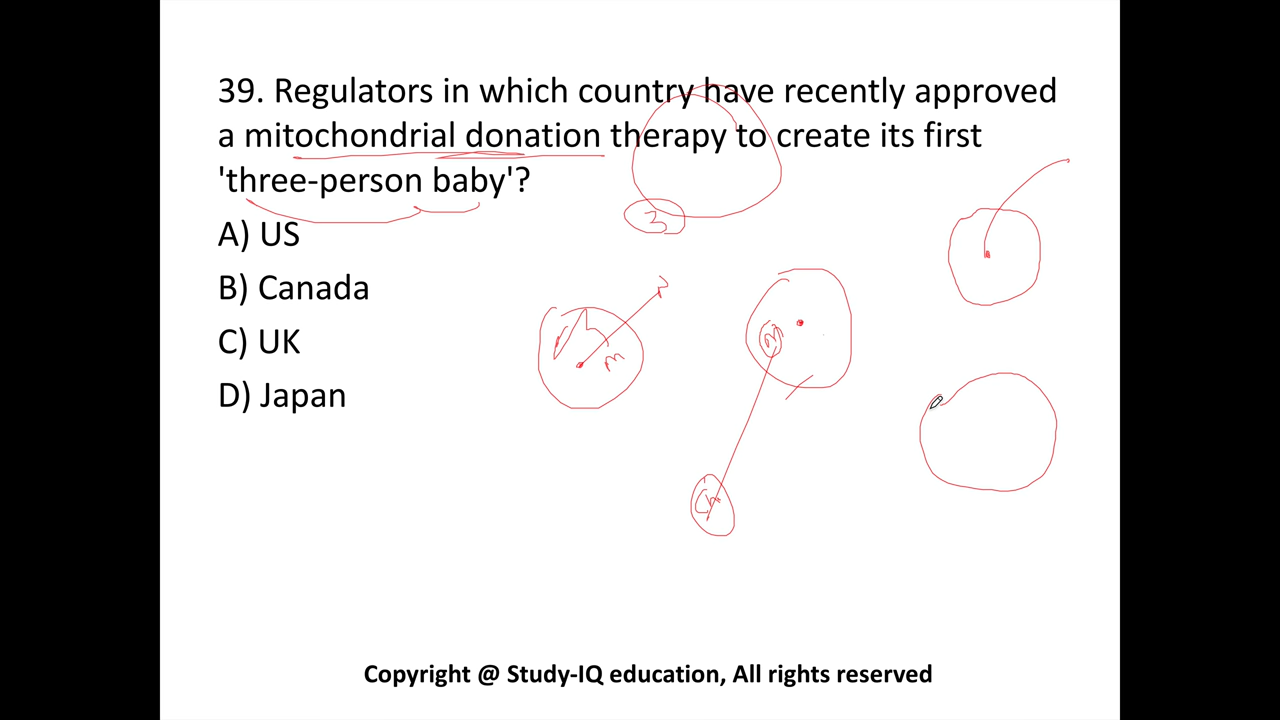 39. Regulators in which country have recently approved
a mitochondrial donation therapy to create its first
'three-person baby'?
3
A) US
B) Canada
C) UK
D) Japan
m
Copyright @ Study-IQ education, All rights reserved